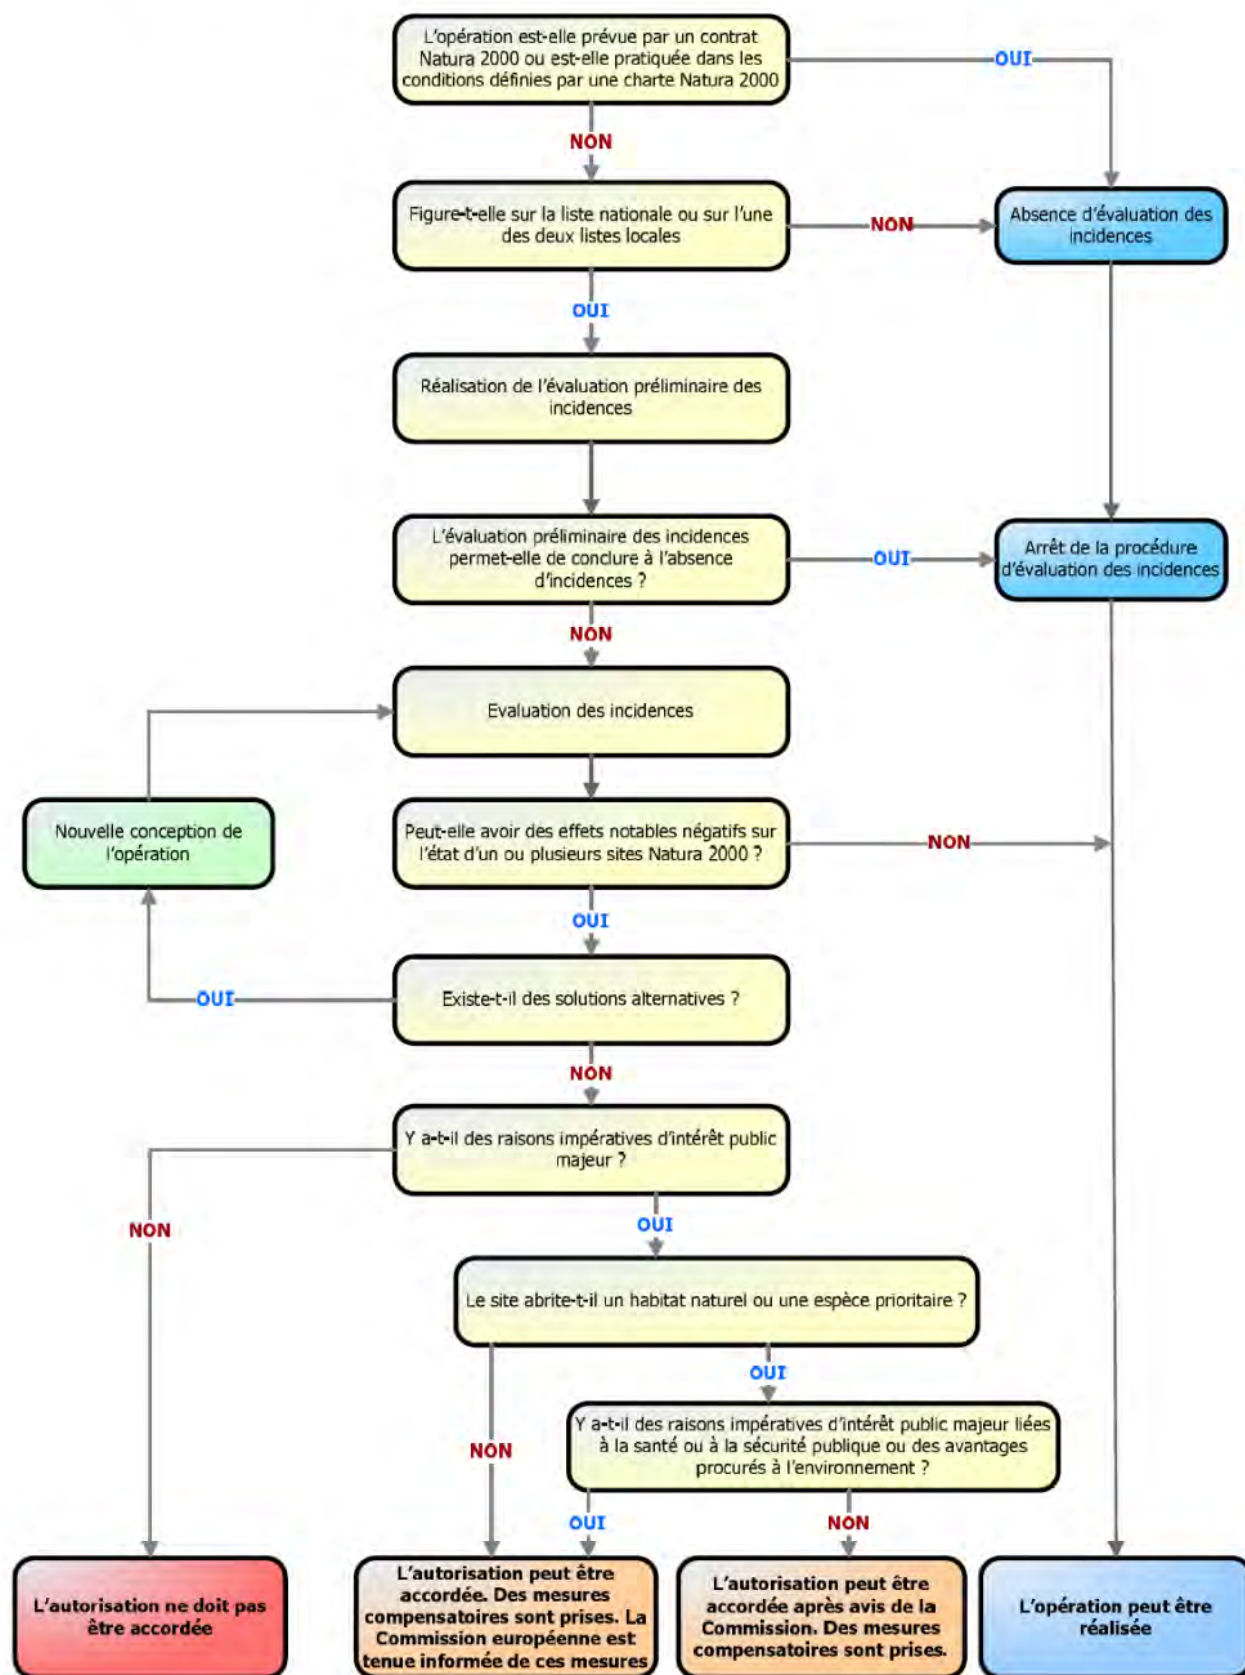 L'opération est-elle prévue par un contrat
Natura 2000 ou est-elle pratiquée dans les
conditions définies par une charte Natura 2000
OUI
NON
Figure-t-elle sur la liste nationale ou sur l'une
des deux listes locales
NON
Absence d'évaluation des
incidences
OUI
Réalisation de l'évaluation préliminaire des
incidences
L'évaluation préliminaire des incidences
permet-elle de conclure à l'absence
d'incidences ?
OUI
Arrêt de la procédure
d'évaluation des incidences
NON
Evaluation des incidences
Nouvelle conception de
l'opération
Peut-elle avoir des effets notables négatifs sur
l'état d'un ou plusieurs sites Natura 2000 ?
NON
OUI
Existe-t-il des solutions alternatives ?
OUI
NON
Y a-t-il des raisons impératives d'intérêt public
majeur ?
NON
OUI
Le site abrite-t-il un habitat naturel ou une espèce prioritaire ?
OUI
NON
Y a-t-il des raisons impératives d'intérêt public majeur liées
à la santé ou à la sécurité publique ou des avantages
procurés à l'environnement ?
OUI
NON
L'autorisation ne doit pas
être accordée
L'autorisation peut être
accordée. Des mesures
compensatoires sont prises. La
Commission européenne est
tenue informée de ces mesures
L'autorisation peut être
accordée après avis de la
Commission. Des mesures
compensatoires sont prises.
L'opération peut être
réalisée